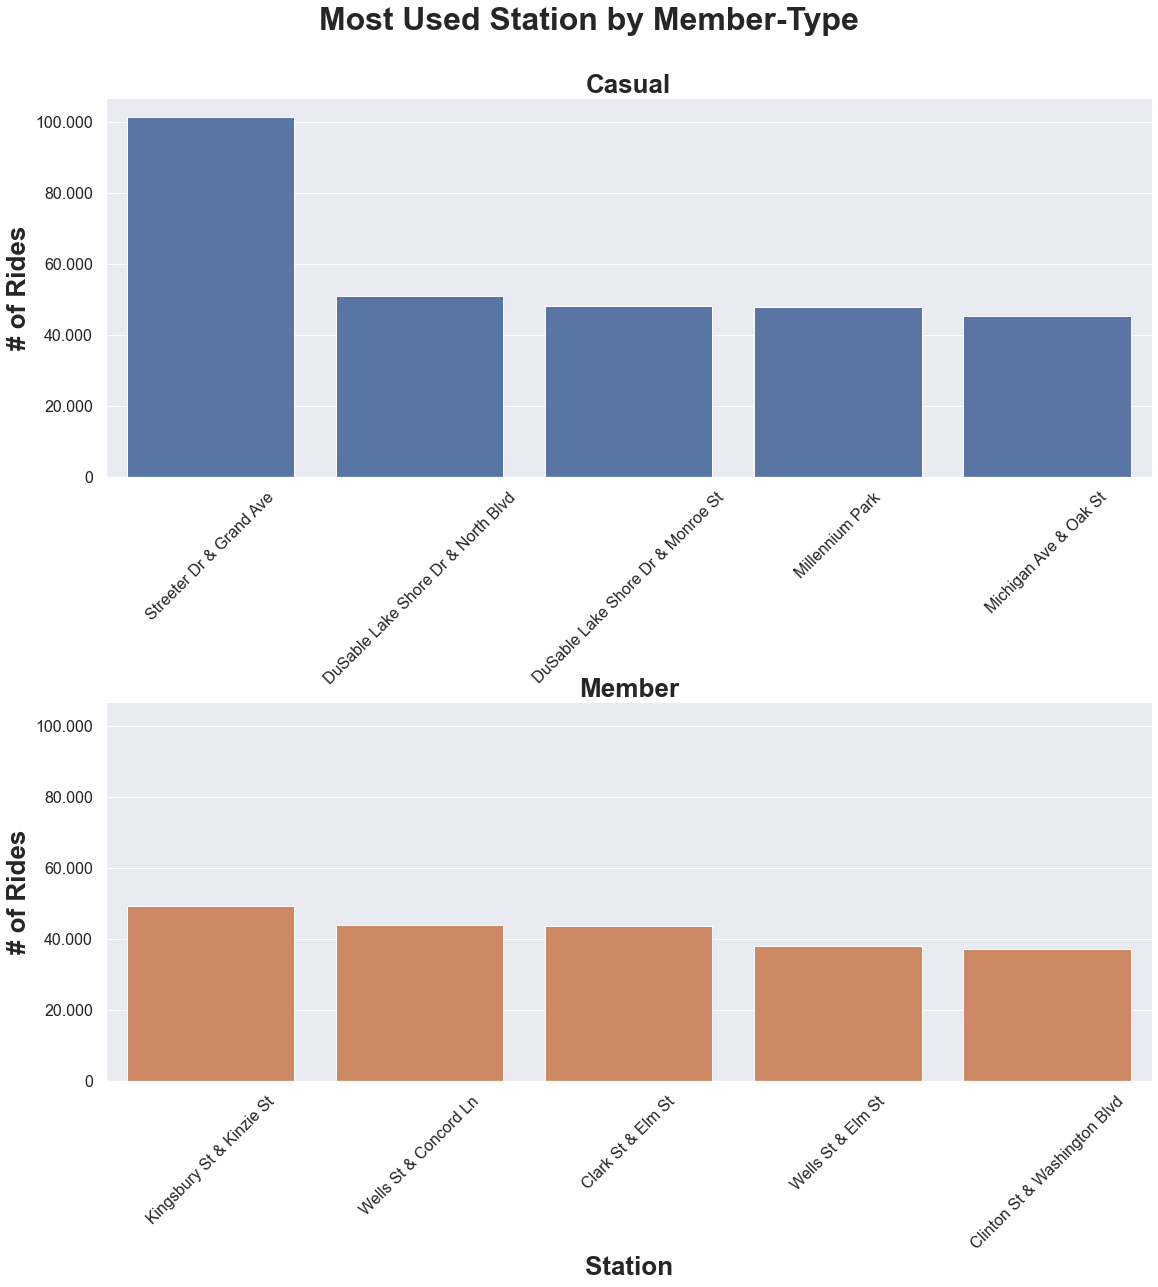 Most Used Station by Member-Type
Casual
# of Rides
100.000
80.000
60.000
40.000
20.000
0
Streeter Dr & Grand Ave
DuSable Lake Shore Dr & North Blvd
DuSable Lake Shore Dr & Monroe St
Millennium Park
Michigan Ave & Oak St
Member
# of Rides
100.000
80.000
60.000
40.000
20.000
0
Kingsbury St & Kinzie St
Wells St & Concord Ln
Clark St & Elm St
Wells St & Elm St
Clinton St & Washington Blvd
Station